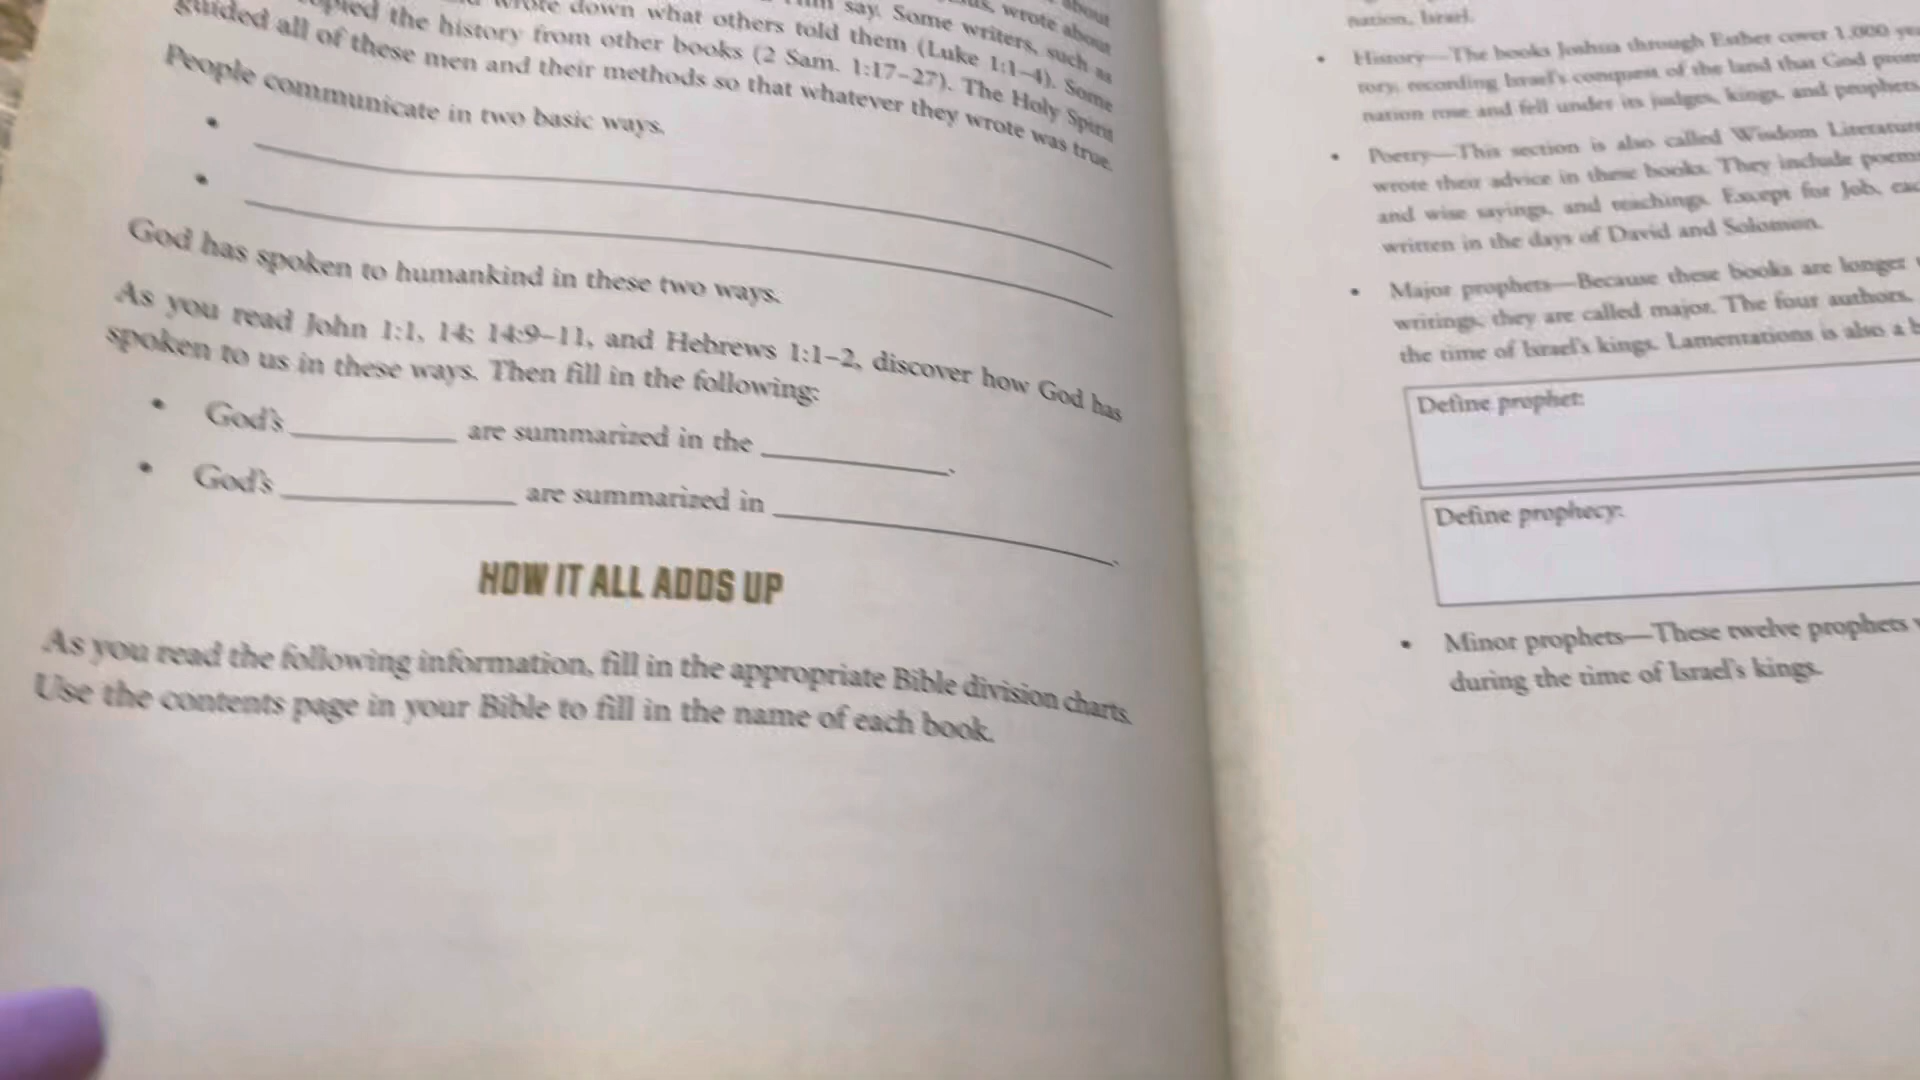 about
wrote about
wrote down what others told them (Luke 1:1–4). Some
say. Some writers, such as
the history from other books (2 Sam. 1:17–27). The Holy Spirit
guided all of these men and their methods so that whatever they wrote was true.
People communicate in two basic ways.
•
•
God has spoken to humankind in these two ways.
As you read John 1:1, 14; 14:9–11, and Hebrews 1:1–2, discover how God has
spoken to us in these ways. Then fill in the following:
• God's __________ are summarized in the __________.
• God's __________ are summarized in __________.
HOW IT ALL ADDS UP
As you read the following information, fill in the appropriate Bible division charts.
Use the contents page in your Bible to fill in the name of each book.
nation, Israel.
• History—The books Joshua through Esther cover 1,000
tory, recording Israel's conquest of the land that God
nation rose and fell under its judges, kings, and prophets
• Poetry—This section is also called Wisdom
wrote their advice in these books. They include
and wise sayings, and teachings. Except for Job,
written in the days of David and Solomon.
• Major prophets—Because these books are longer
writings, they are called major. The four authors,
the time of Israel's kings. Lamentations is also a
Define prophet:
Define prophecy:
• Minor prophets—These twelve prophets
during the time of Israel's kings.